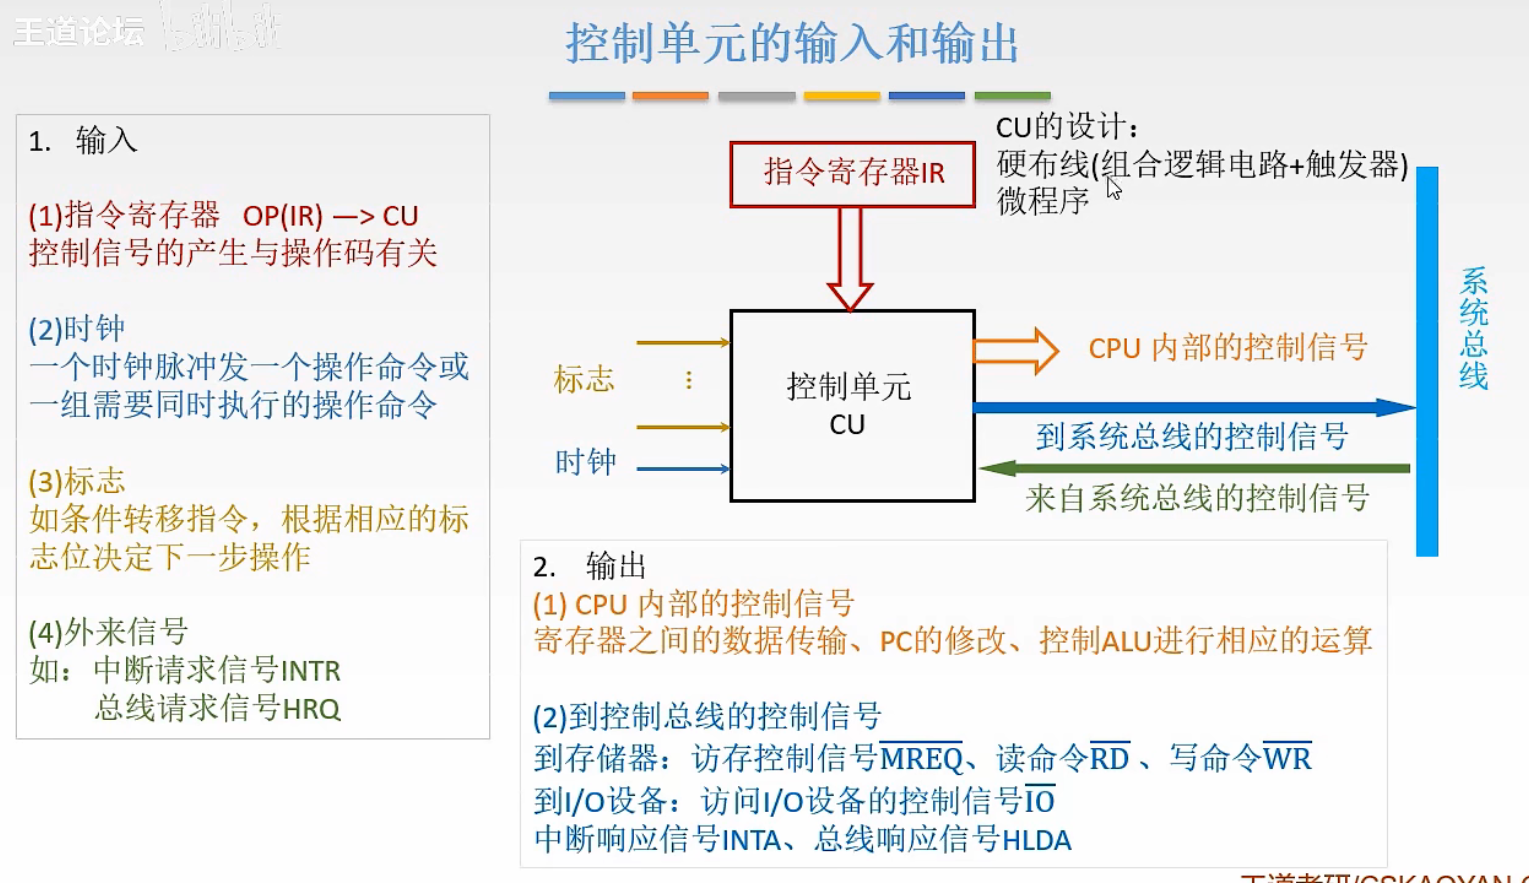 王道论坛 bilibili
控制单元的输入和输出
1. 输入
(1)指令寄存器 OP(IR) —> CU
控制信号的产生与操作码有关
(2)时钟
一个时钟脉冲发一个操作命令或
一组需要同时执行的操作命令
(3)标志
如条件转移指令，根据相应的标
志位决定下一步操作
(4)外来信号
如：中断请求信号INTR
总线请求信号HRQ
指令寄存器IR
CU的设计：
硬布线(组合逻辑电路+触发器)
微程序
标志
⋮
时钟
控制单元
CU
CPU 内部的控制信号
到系统总线的控制信号
来自系统总线的控制信号
系统总线
2. 输出
(1) CPU 内部的控制信号
寄存器之间的数据传输、PC的修改、控制ALU进行相应的运算
(2)到控制总线的控制信号
到存储器：访存控制信号M̅R̅E̅Q̅、读命令R̅D̅ 、写命令W̅R̅
到I/O设备：访问I/O设备的控制信号I̅O̅
中断响应信号INTA、总线响应信号HLDA